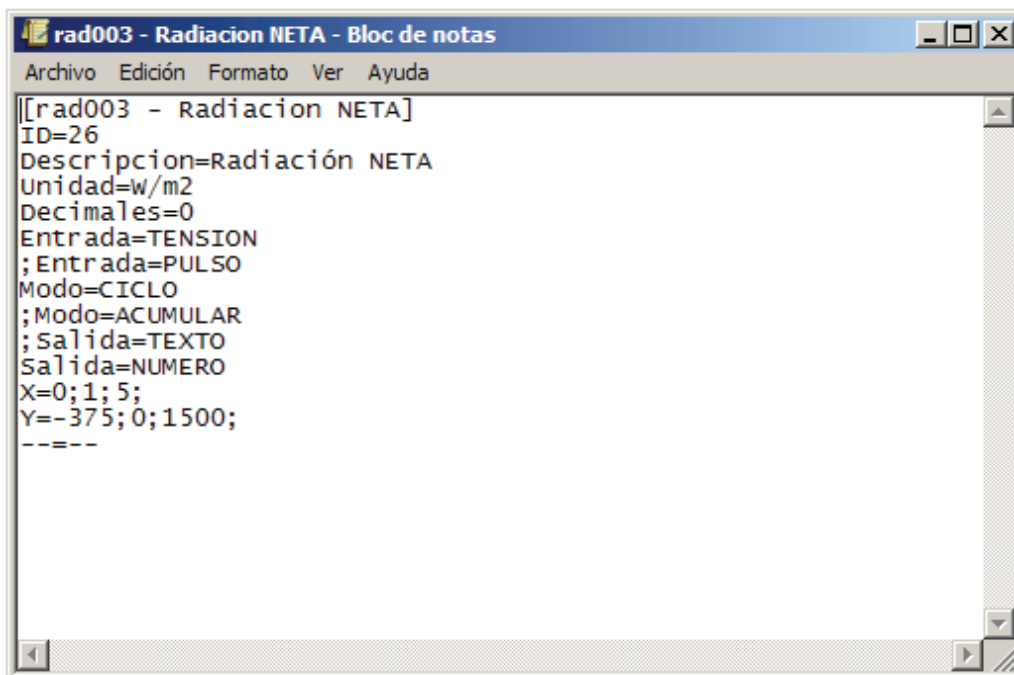 rad003 - Radiacion NETA - Bloc de notas
Archivo Edición Formato Ver Ayuda
[rad003 - Radiacion NETA]
ID=26
Descripcion=Radiación NETA
Unidad=W/m2
Decimales=0
Entrada=TENSION
;Entrada=PULSO
Modo=CICLO
;Modo=ACUMULAR
;Salida=TEXTO
Salida=NUMERO
X=0;1;5;
Y=-375;0;1500;
--=--